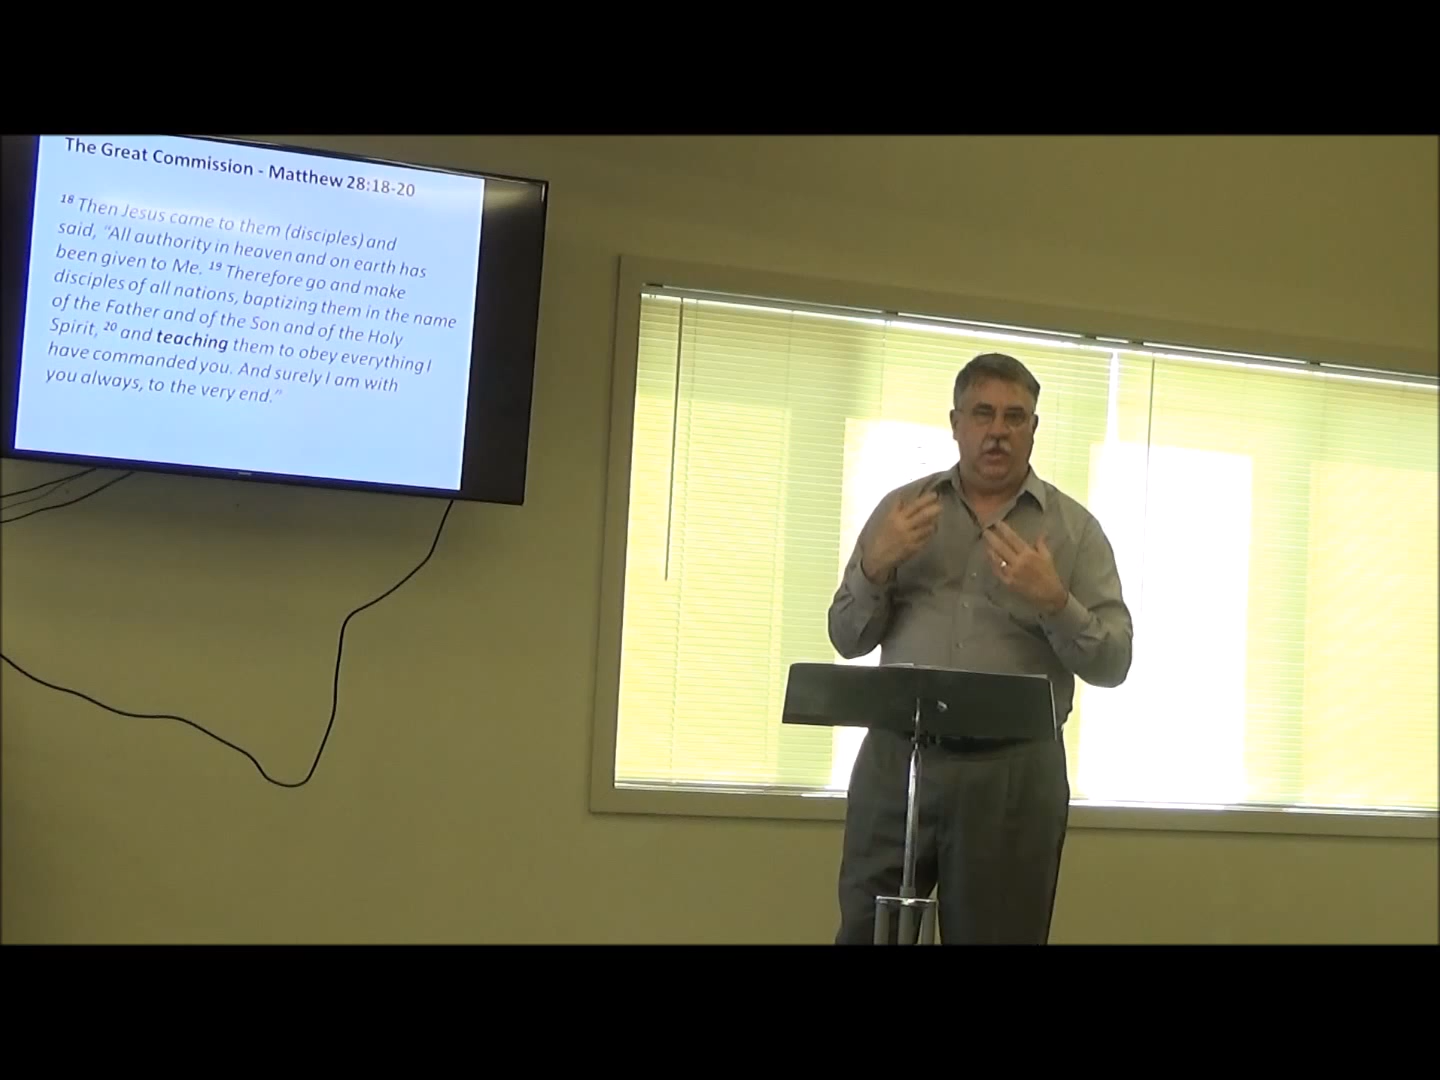 The Great Commission - Matthew 28:18-20
18 Then Jesus came to them (disciples) and
said, "All authority in heaven and on earth has
been given to Me. 19 Therefore go and make
disciples of all nations, baptizing them in the name
of the Father and of the Son and of the Holy
Spirit, 20 and teaching them to obey everything I
have commanded you. And surely I am with
you always, to the very end."